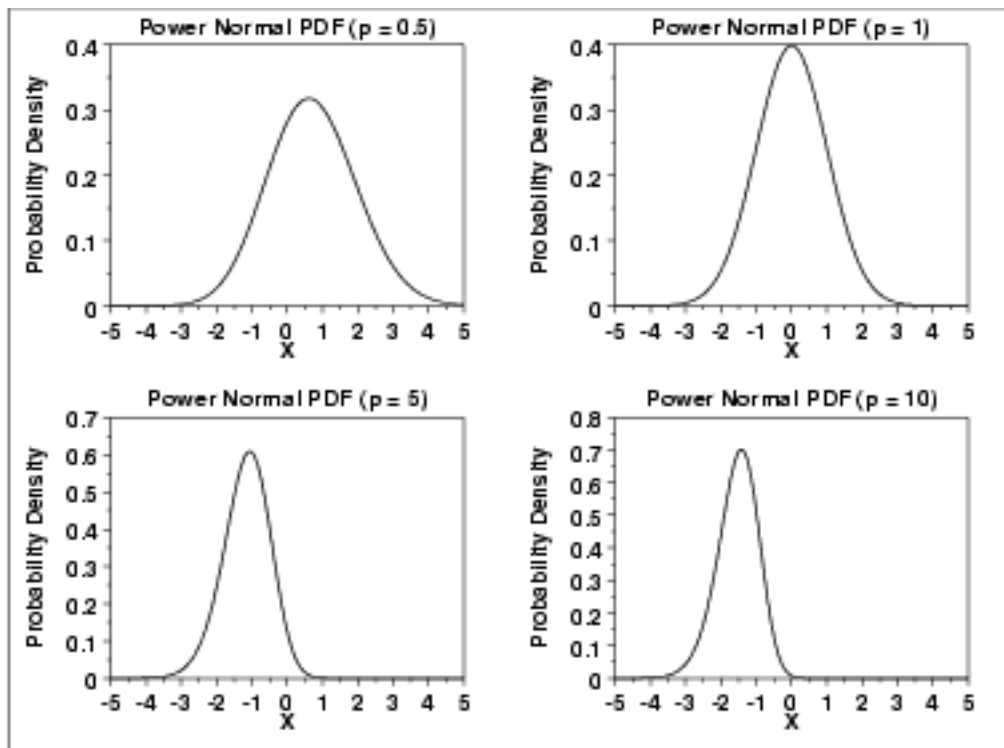 Power Normal PDF (p = 0.5)
Probability Density
0.4
0.3
0.2
0.1
0
-5 -4 -3 -2 -1 0 1 2 3 4 5
X
Power Normal PDF (p = 1)
Probability Density
0.4
0.3
0.2
0.1
0
-5 -4 -3 -2 -1 0 1 2 3 4 5
X
Power Normal PDF (p = 5)
Probability Density
0.7
0.6
0.5
0.4
0.3
0.2
0.1
0
-5 -4 -3 -2 -1 0 1 2 3 4 5
X
Power Normal PDF (p = 10)
Probability Density
0.8
0.7
0.6
0.5
0.4
0.3
0.2
0.1
0
-5 -4 -3 -2 -1 0 1 2 3 4 5
X